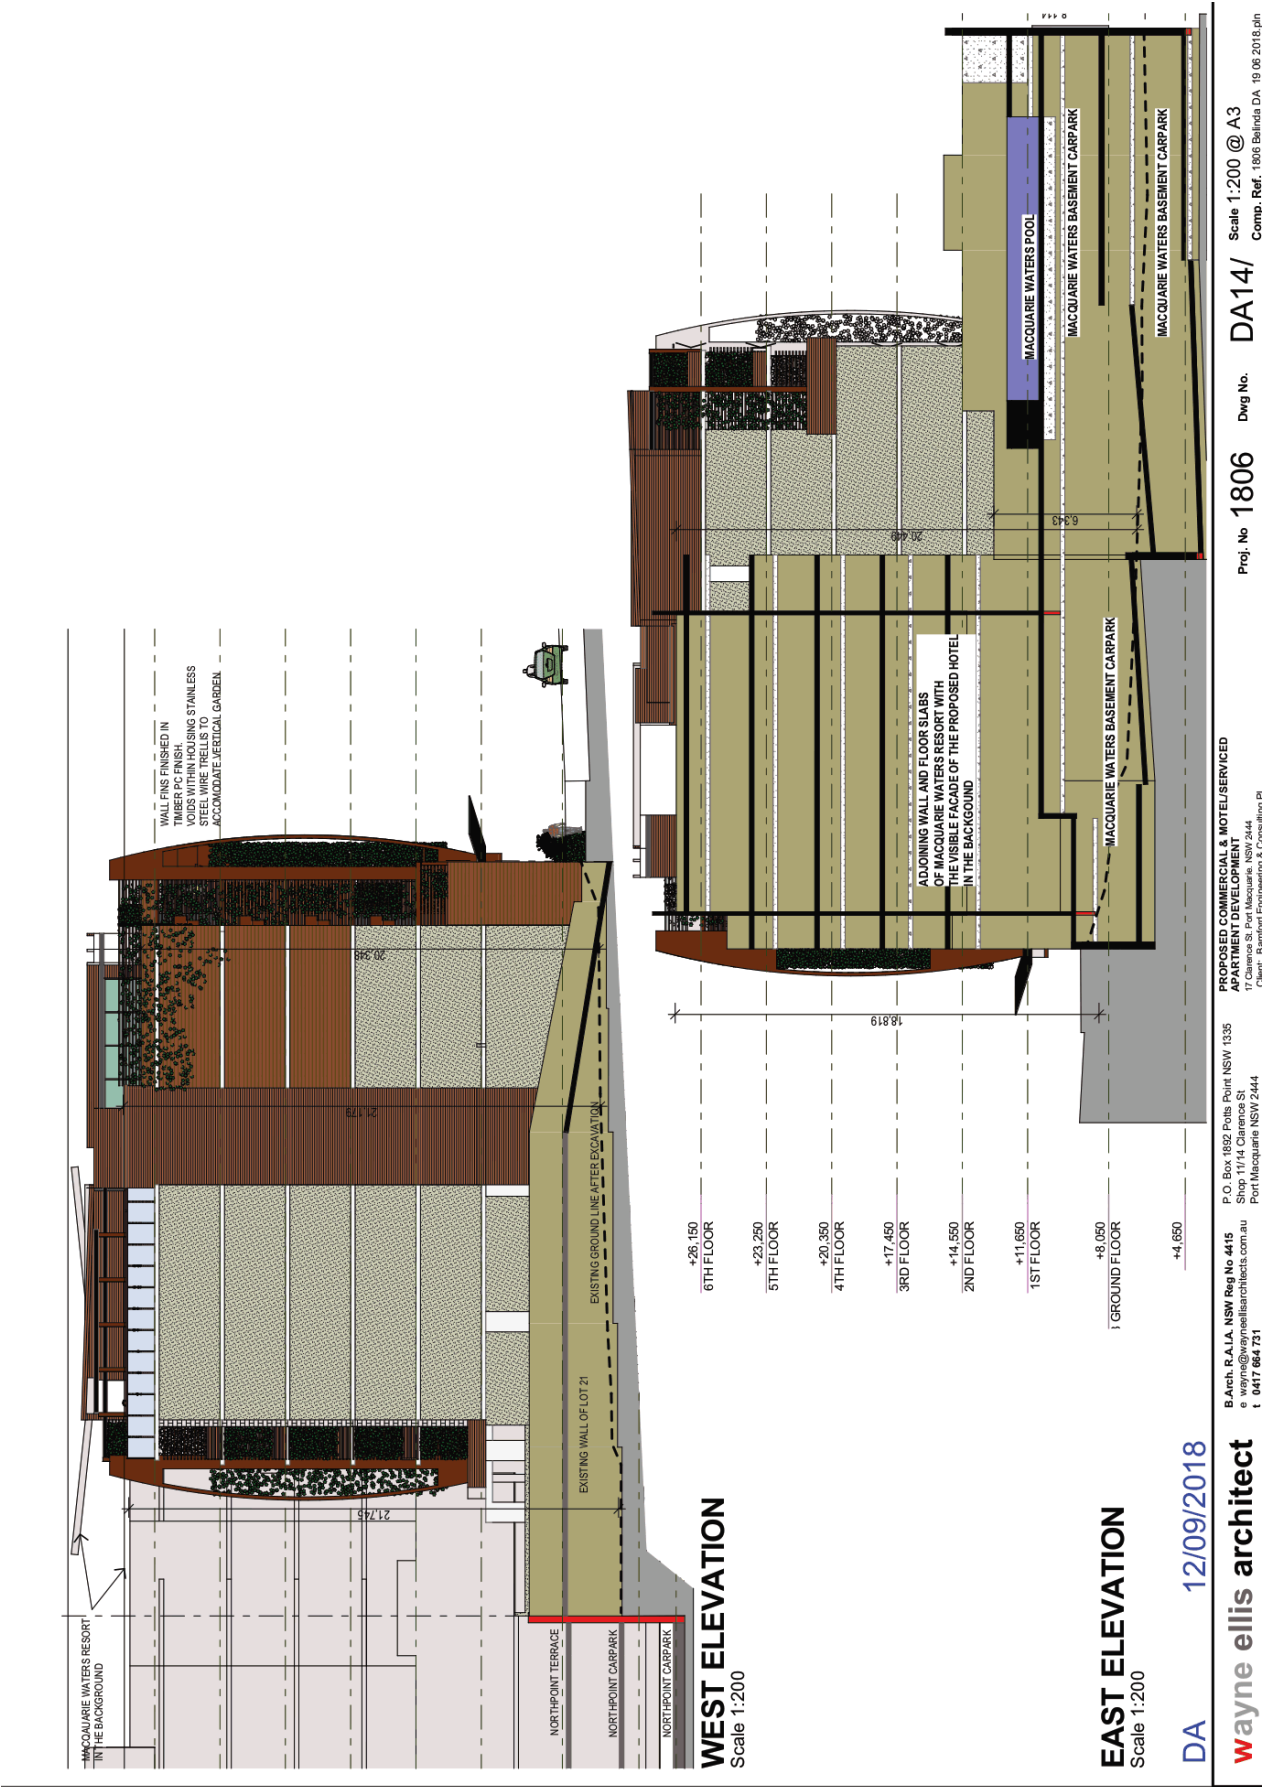 MACQAUARIE WATERS RESORT
IN THE BACKGROUND
WALL FINS FINISHED IN
TIMBER PC FINISH.
VOIDS WITHIN HOUSING STAINLESS
STEEL WIRE TRELLIS TO
ACCOMODATE VERTICAL GARDEN.
21,745
21,179
20,348
EXISTING WALL OF LOT 21
EXISTING GROUND LINE AFTER EXCAVATION
NORTHPOINT TERRACE
NORTHPOINT CARPARK
NORTHPOINT CARPARK
WEST ELEVATION
Scale 1:200
+26,150
6TH FLOOR
+23,250
5TH FLOOR
+20,350
4TH FLOOR
+17,450
3RD FLOOR
+14,550
2ND FLOOR
+11,650
1ST FLOOR
+8,050
GROUND FLOOR
+4,650
18,819
20,449
6,343
ADJOINING WALL AND FLOOR SLABS
OF MACQUARIE WATERS RESORT WITH
THE VISIBLE FACADE OF THE PROPOSED HOTEL
IN THE BACKGOUND
MACQUARIE WATERS POOL
MACQUARIE WATERS BASEMENT CARPARK
MACQUARIE WATERS BASEMENT CARPARK
MACQUARIE WATERS BASEMENT CARPARK
EAST ELEVATION
Scale 1:200
DA 12/09/2018
wayne ellis architect
B.Arch. R.A.I.A. NSW Reg No 4415
e wayne@wayneellisarchitects.com.au
t 0417 664 731
P.O. Box 1892 Potts Point NSW 1335
Shop 11/14 Clarence St
Port Macquarie NSW 2444
PROPOSED COMMERCIAL & MOTEL/SERVICED
APARTMENT DEVELOPMENT
17 Clarence St. Port Macquarie. NSW 2444
Client: Bamford Engineering & Consulting PL
Proj. No 1806
Dwg No. DA14/
Scale 1:200 @ A3
Comp. Ref. 1806 Belinda DA 19 06 2018.pln